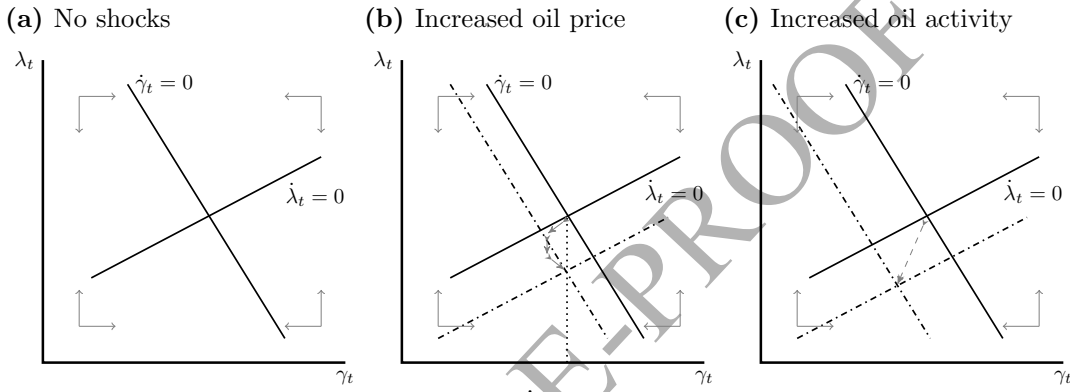 (a) No shocks
(b) Increased oil price
(c) Increased oil activity
λₜ
γ̇ₜ = 0
λ̇ₜ = 0
γₜ
λₜ
γ̇ₜ = 0
λ̇ₜ = 0
γₜ
λₜ
γ̇ₜ = 0
λ̇ₜ = 0
γₜ
E-PROOF